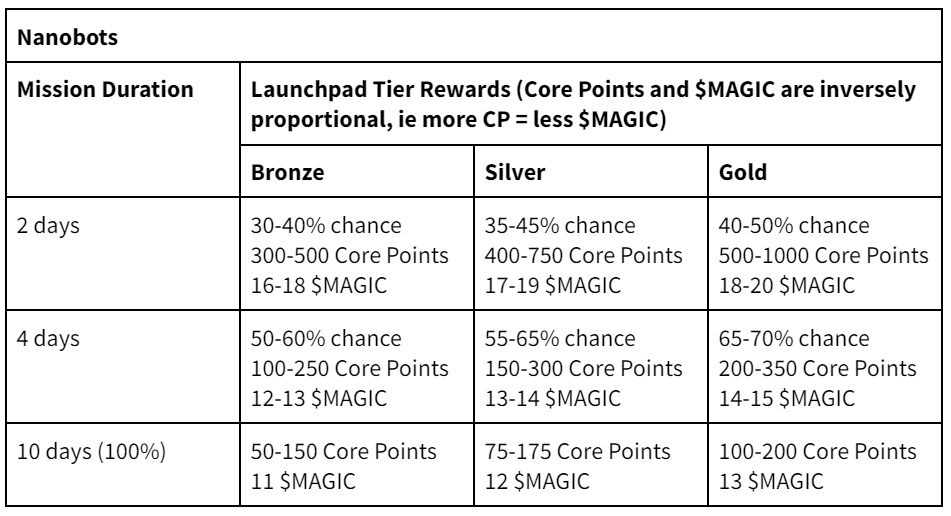 Nanobots
Mission Duration
Launchpad Tier Rewards (Core Points and $MAGIC are inversely
proportional, ie more CP = less $MAGIC)
Bronze
Silver
Gold
2 days
30-40% chance
300-500 Core Points
16-18 $MAGIC
35-45% chance
400-750 Core Points
17-19 $MAGIC
40-50% chance
500-1000 Core Points
18-20 $MAGIC
4 days
50-60% chance
100-250 Core Points
12-13 $MAGIC
55-65% chance
150-300 Core Points
13-14 $MAGIC
65-70% chance
200-350 Core Points
14-15 $MAGIC
10 days (100%)
50-150 Core Points
11 $MAGIC
75-175 Core Points
12 $MAGIC
100-200 Core Points
13 $MAGIC